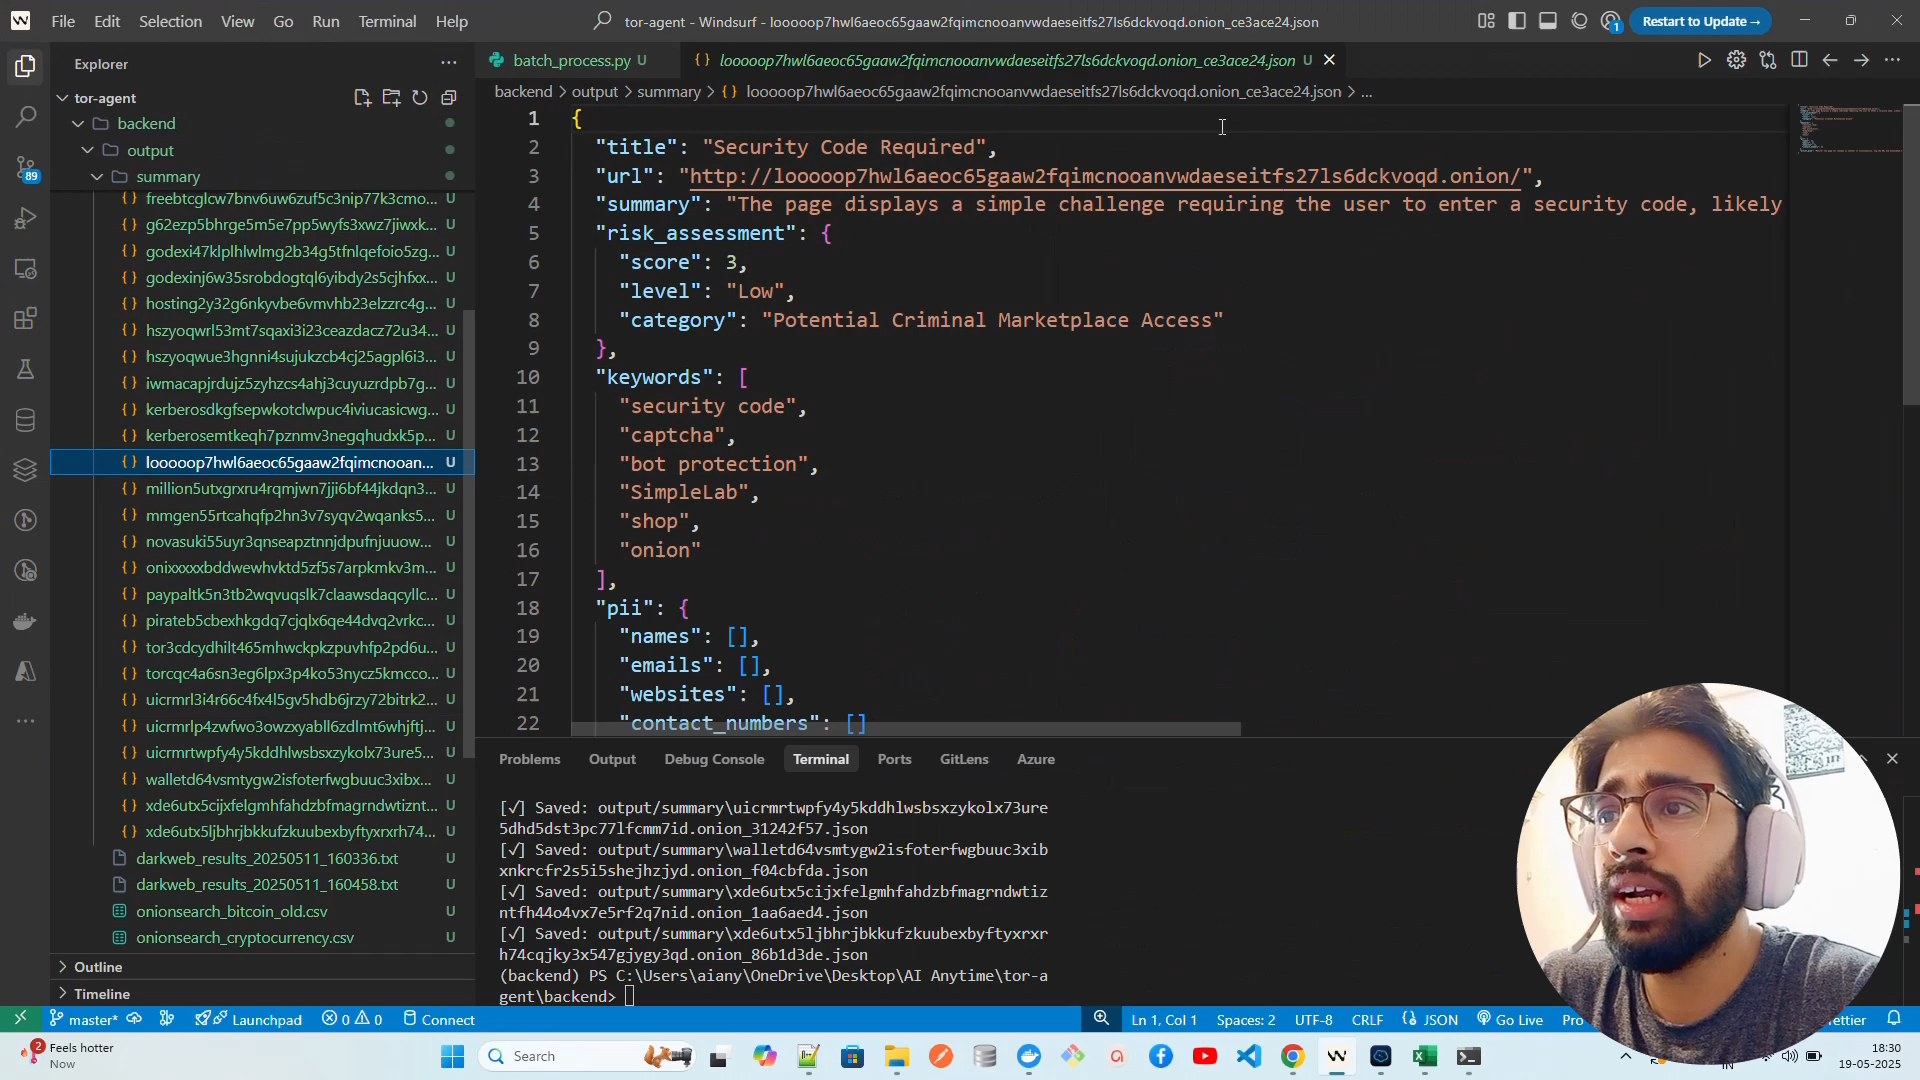 File Edit Selection View Go Run Terminal Help
tor-agent - Windsurf - looooop7hwl6aeoc65gaaw2fqimcnooanvwdaeseitfs27ls6dckvoqd.onion_ce3ace24.json
1
Restart to Update →
Explorer
tor-agent
backend
output
summary
freebtcglcw7bnv6uw6zuf5c3nip77k3cmo... U
g62ezp5bhrge5m5e7pp5wyfs3xwz7jiwxk... U
godexi47klplhlwlmg2b34g5tfnlqefoio5zg... U
godexinj6w35srobdogtql6yibdy2s5cjhfxx... U
hosting2y32g6nkyvbe6vmvhb23elzzrc4g... U
hszyoqwrl53mt7sqaxi3i23ceazdacz72u34... U
hszyoqwue3hgnni4sujukzcb4cj25agpl6i3... U
iwmacapjrdujz5zyhzcs4ahj3cuyuzrdpb7g... U
kerberosdkgfsepwkotclwpuc4iviucasicwg... U
kerberosemtkeqh7pznmv3negqhudxk5p... U
looooop7hwl6aeoc65gaaw2fqimcnooan... U
million5utxgrxru4rqmjwn7jji6bf44jkdqn3... U
mmgen55rtcahqfp2hn3v7syqv2wqanks5... U
novasuki55uyr3qnseapztnnjdpufnjuuow... U
onixxxxxbddwewhvktd5zf5s7arpkmkv3m... U
paypaltk5n3tb2wqvuqslk7claawsdaqcyllc... U
pirateb5cbexhkgdq7cjqlx6qe44dvq2vrkc... U
tor3cdcydhilt465mhwckpkzpuvhfp2pd6u... U
torcqc4a6sn3eg6lpx3p4ko53nycz5kmcco... U
uicrmrl3i4r66c4fx4l5gv5hdb6jrzy72bitrk2... U
uicrmrlp4zwfwo3owzxyabll6zdlmt6whjftj... U
uicrmrtwpfy4y5kddhlwsbsxzykolx73ure5... U
walletd64vsmtygw2isfoterfwgbuuc3xibx... U
xde6utx5cijxfelgmhfahdzbfmagrndwtiznt... U
xde6utx5ljbhrjbkkufzkuubexbyftyxrxrh74... U
darkweb_results_20250511_160336.txt U
darkweb_results_20250511_160458.txt U
onionsearch_bitcoin_old.csv U
onionsearch_cryptocurrency.csv U
Outline
Timeline
89
batch_process.py U
{} looooop7hwl6aeoc65gaaw2fqimcnooanvwdaeseitfs27ls6dckvoqd.onion_ce3ace24.json U
backend > output > summary > {} looooop7hwl6aeoc65gaaw2fqimcnooanvwdaeseitfs27ls6dckvoqd.onion_ce3ace24.json > ...
1 {
2 "title": "Security Code Required",
3 "url": "http://looooop7hwl6aeoc65gaaw2fqimcnooanvwdaeseitfs27ls6dckvoqd.onion/",
4 "summary": "The page displays a simple challenge requiring the user to enter a security code, likely
5 "risk_assessment": {
6 "score": 3,
7 "level": "Low",
8 "category": "Potential Criminal Marketplace Access"
9 },
10 "keywords": [
11 "security code",
12 "captcha",
13 "bot protection",
14 "SimpleLab",
15 "shop",
16 "onion"
17 ],
18 "pii": {
19 "names": [],
20 "emails": [],
21 "websites": [],
22 "contact_numbers": []
Problems Output Debug Console Terminal Ports GitLens Azure
[✓] Saved: output/summary\uicrmrtwpfy4y5kddhlwsbsxzykolx73ure
5dhd5dst3pc77lfcmm7id.onion_31242f57.json
[✓] Saved: output/summary\walletd64vsmtygw2isfoterfwgbuuc3xib
xnkrcfr2s5i5shejhzjyd.onion_f04cbfda.json
[✓] Saved: output/summary\xde6utx5cijxfelgmhfahdzbfmagrndwtiz
ntfh44o4vx7e5rf2q7nid.onion_1aa6aed4.json
[✓] Saved: output/summary\xde6utx5ljbhrjbkkufzkuubexbyftyxrxr
h74cqjky3x547gjygy3qd.onion_86b1d3de.json
(backend) PS C:\Users\aiany\OneDrive\Desktop\AI Anytime\tor-a
gent\backend>
master* Launchpad 0 0 Connect
Ln 1, Col 1 Spaces: 2 UTF-8 CRLF {} JSON Go Live
2
Feels hotter
Now
Search
IN
18:30
19-05-2025